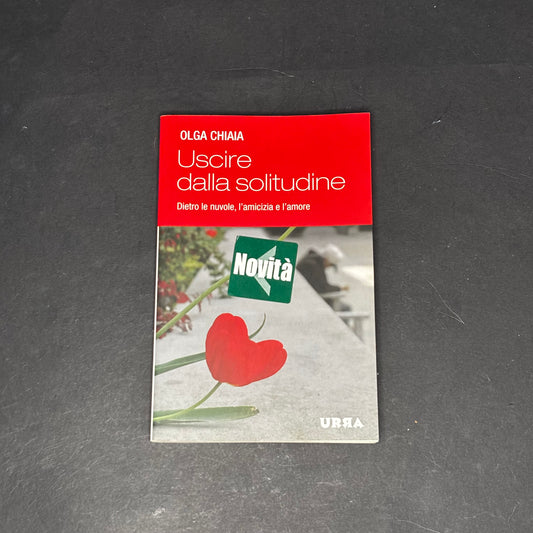 OLGA CHIAIA
Uscire
dalla solitudine
Dietro le nuvole, l'amicizia e l'amore
Novità
URRA